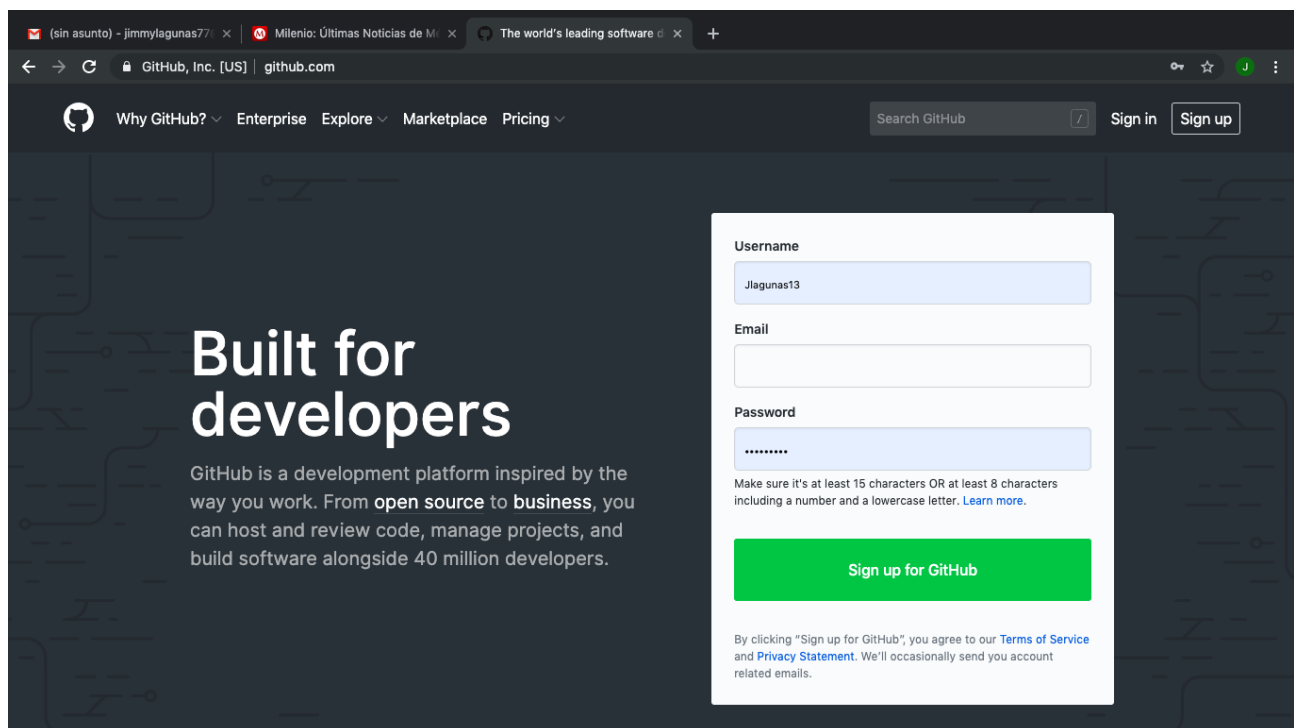 (sin asunto) - jimmylagunas77
Milenio: Últimas Noticias de M
The world's leading software d
GitHub, Inc. [US] | github.com
J
Why GitHub? Enterprise Explore Marketplace Pricing
Search GitHub /
Sign in Sign up
Built for
developers
GitHub is a development platform inspired by the
way you work. From open source to business, you
can host and review code, manage projects, and
build software alongside 40 million developers.
Username
Jlagunas13
Email
Password
•••••••••
Make sure it's at least 15 characters OR at least 8 characters
including a number and a lowercase letter. Learn more.
Sign up for GitHub
By clicking "Sign up for GitHub", you agree to our Terms of Service
and Privacy Statement. We'll occasionally send you account
related emails.